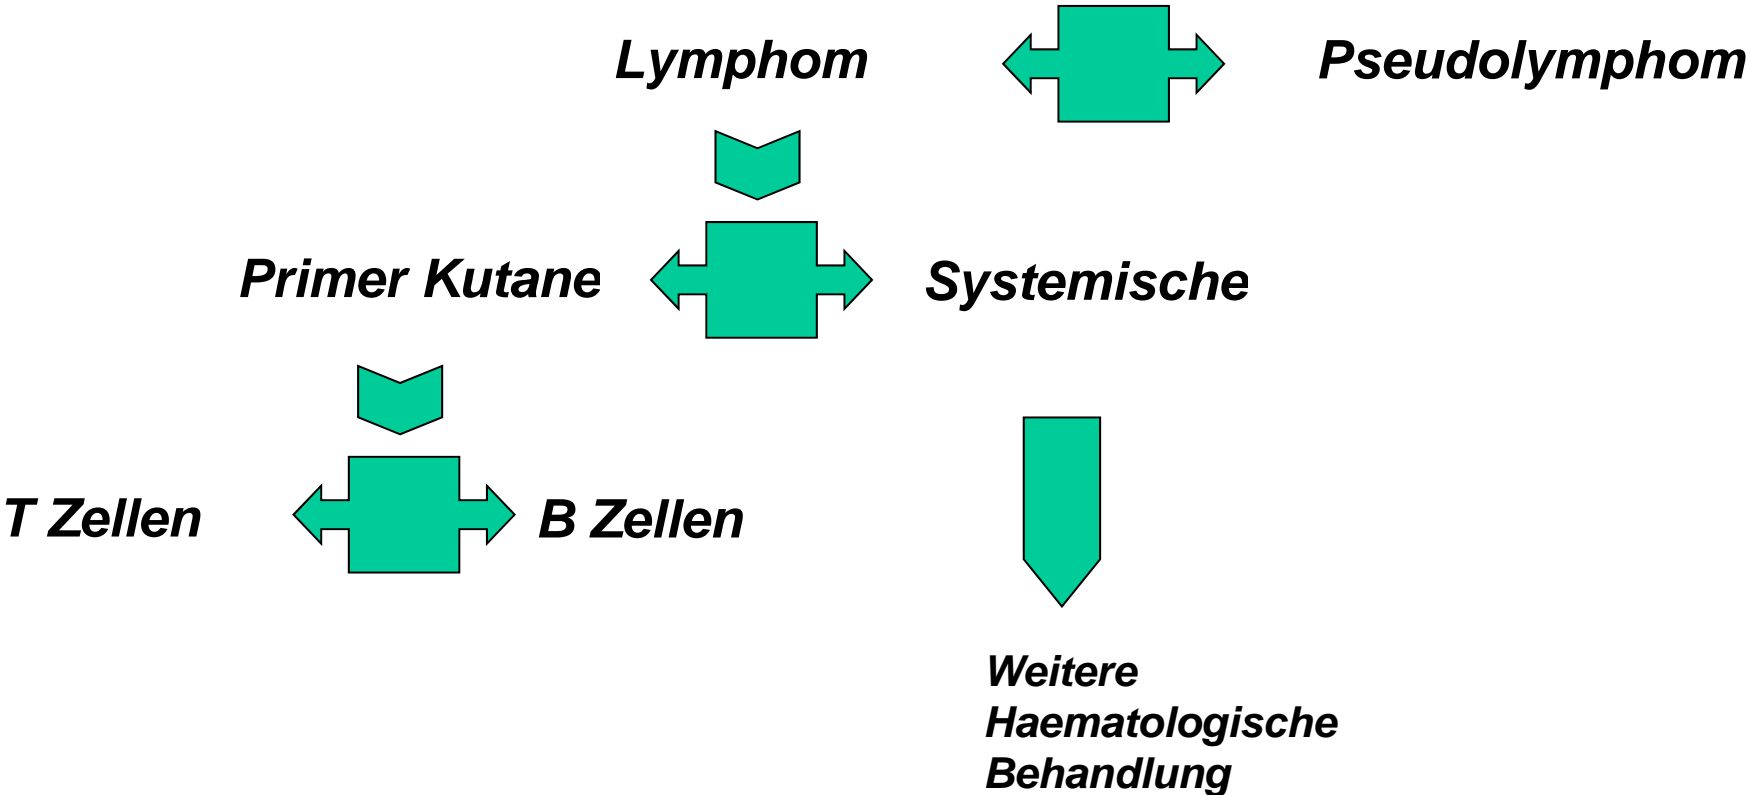 Lymphom
Pseudolymphom
Primer Kutane
Systemische
T Zellen
B Zellen
Weitere
Haematologische
Behandlung